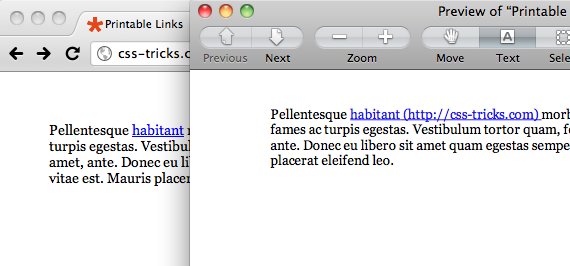 Printable Links
css-tricks.c
Pellentesque habitant
turpis egestas. Vestibul
amet, ante. Donec eu li
vitae est. Mauris placer
Preview of “Printable
Previous Next Zoom Move Text Sele
Pellentesque habitant (http://css-tricks.com) morb
fames ac turpis egestas. Vestibulum tortor quam, fe
ante. Donec eu libero sit amet quam egestas sempe
placerat eleifend leo.